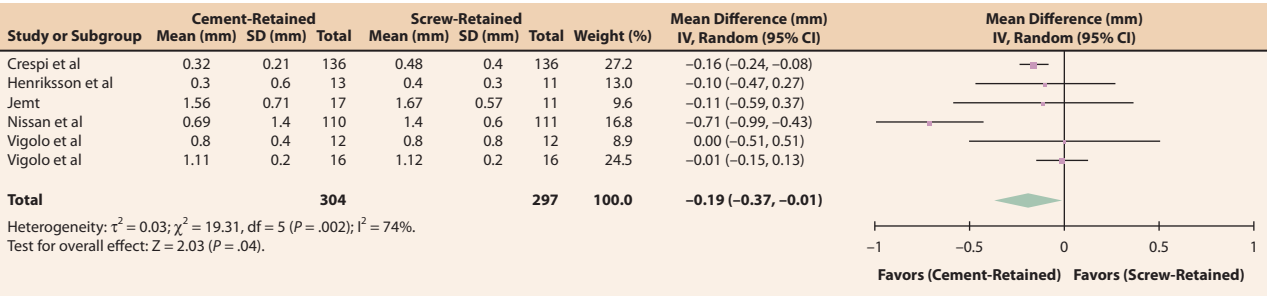 Cement-Retained Screw-Retained Mean Difference (mm) Mean Difference (mm)
Study or Subgroup Mean (mm) SD (mm) Total Mean (mm) SD (mm) Total Weight (%) IV, Random (95% CI) IV, Random (95% CI)
Crespi et al 0.32 0.21 136 0.48 0.4 136 27.2 –0.16 (–0.24, –0.08)
Henriksson et al 0.3 0.6 13 0.4 0.3 11 13.0 –0.10 (–0.47, 0.27)
Jemt 1.56 0.71 17 1.67 0.57 11 9.6 –0.11 (–0.59, 0.37)
Nissan et al 0.69 1.4 110 1.4 0.6 111 16.8 –0.71 (–0.99, –0.43)
Vigolo et al 0.8 0.4 12 0.8 0.8 12 8.9 0.00 (–0.51, 0.51)
Vigolo et al 1.11 0.2 16 1.12 0.2 16 24.5 –0.01 (–0.15, 0.13)
Total 304 297 100.0 –0.19 (–0.37, –0.01)
Heterogeneity: τ² = 0.03; χ² = 19.31, df = 5 (P = .002); I² = 74%.
Test for overall effect: Z = 2.03 (P = .04).
–1 –0.5 0 0.5 1
Favors (Cement-Retained) Favors (Screw-Retained)